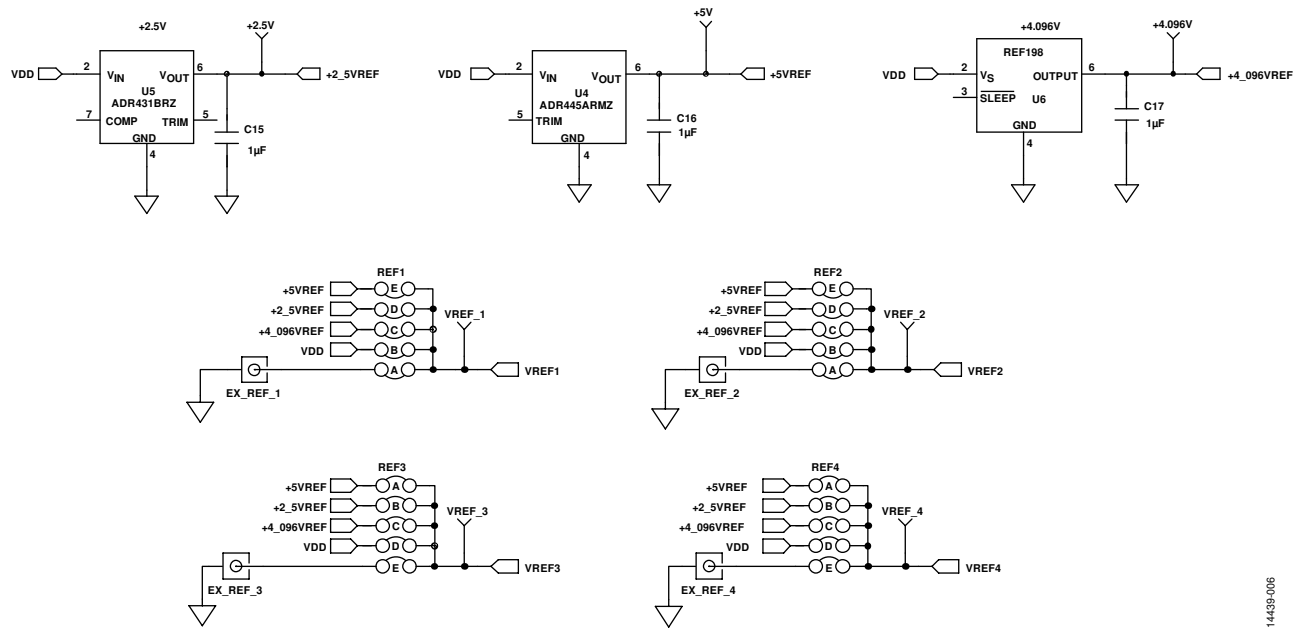 +2.5V
+2.5V
VDD
2
VIN
VOUT
6
+2_5VREF
U5
ADR431BRZ
7
COMP
TRIM
5
GND
4
C15
1µF
+5V
VDD
2
VIN
VOUT
6
+5VREF
U4
ADR445ARMZ
5
TRIM
GND
4
C16
1µF
+4.096V
+4.096V
REF198
VDD
2
VS
OUTPUT
6
+4_096VREF
3
SLEEP
U6
GND
4
C17
1µF
REF1
+5VREF
E
+2_5VREF
D
VREF_1
+4_096VREF
C
VDD
B
A
VREF1
EX_REF_1
REF2
+5VREF
E
+2_5VREF
D
VREF_2
+4_096VREF
C
VDD
B
A
VREF2
EX_REF_2
REF3
+5VREF
A
+2_5VREF
B
VREF_3
+4_096VREF
C
VDD
D
E
VREF3
EX_REF_3
REF4
+5VREF
A
+2_5VREF
B
VREF_4
+4_096VREF
C
VDD
D
E
VREF4
EX_REF_4
14439-006